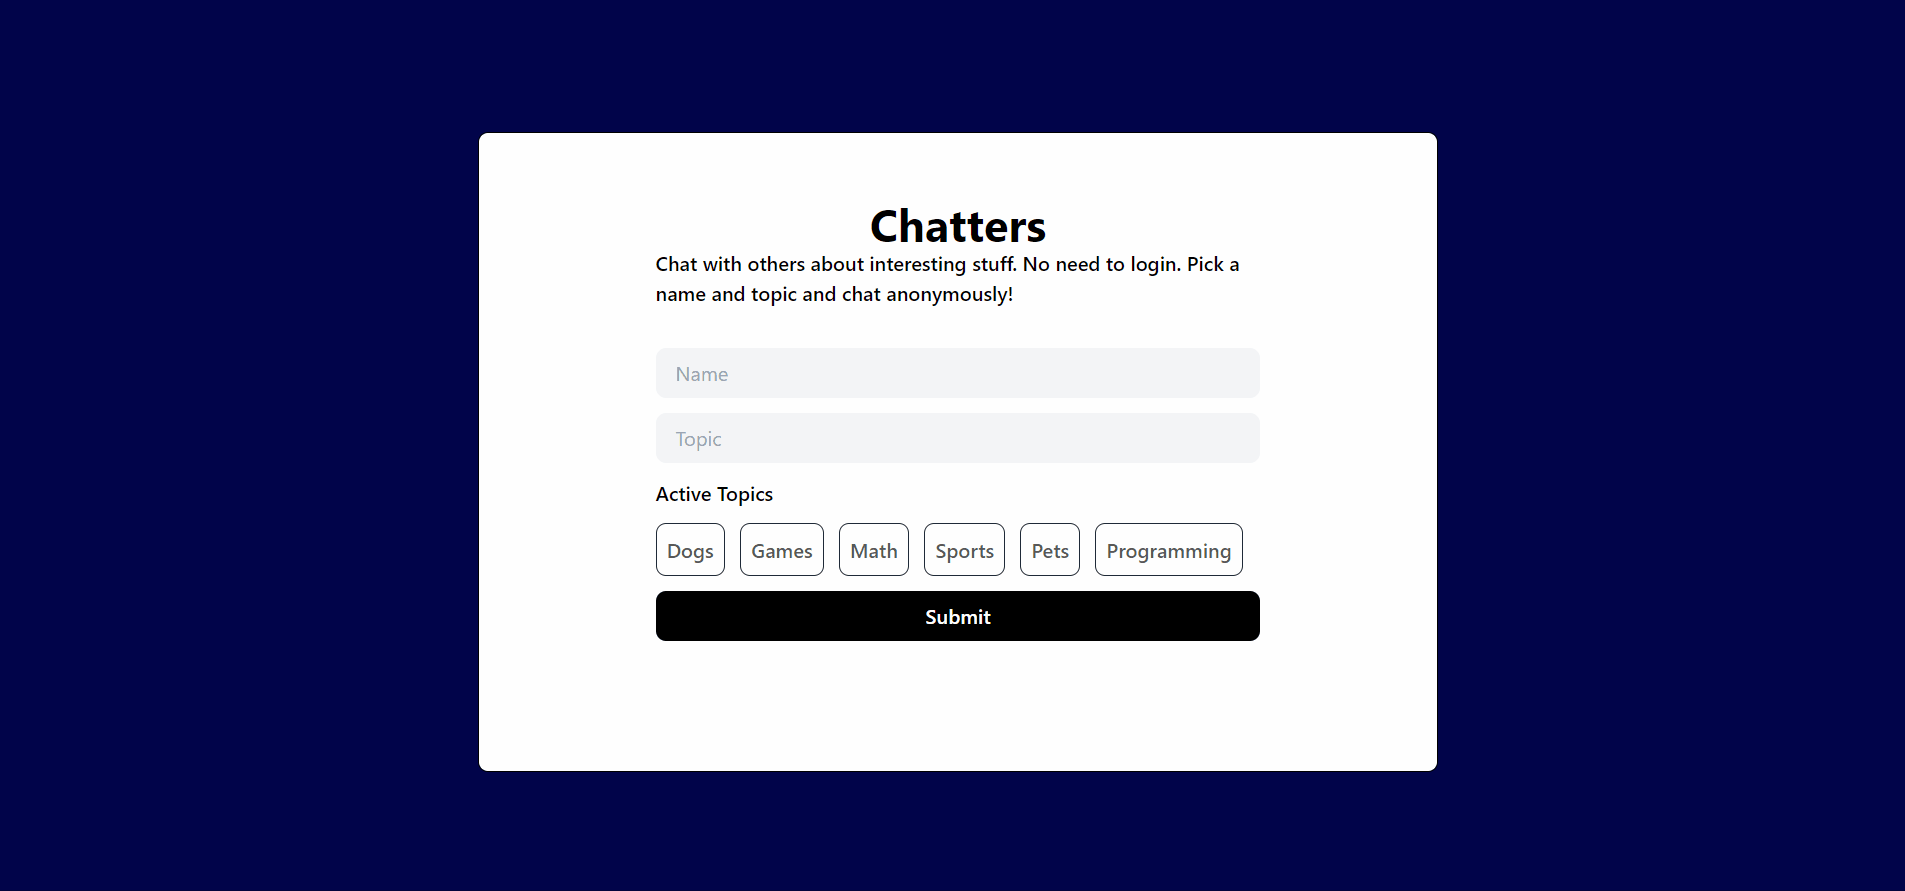 Chatters
Chat with others about interesting stuff. No need to login. Pick a
name and topic and chat anonymously!
Name
Topic
Active Topics
Dogs Games Math Sports Pets Programming
Submit